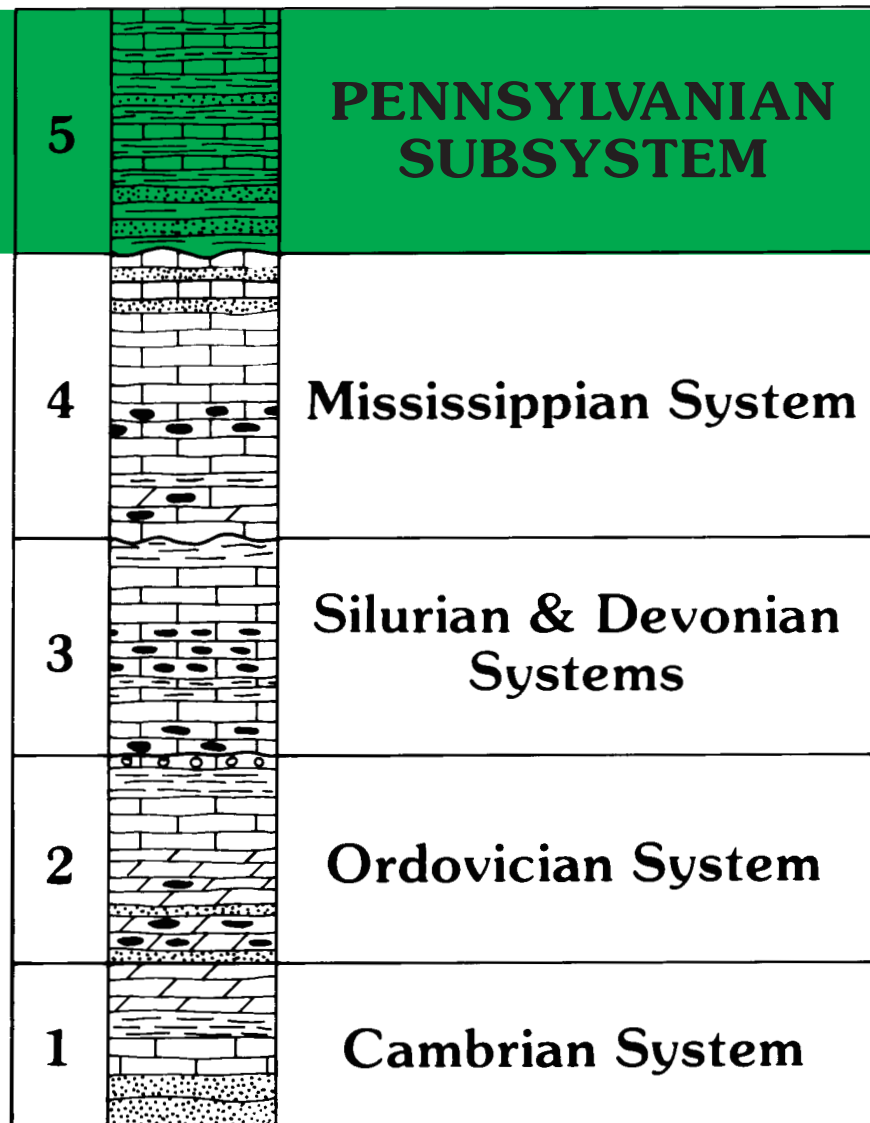 5
PENNSYLVANIAN
SUBSYSTEM
4
Mississippian System
3
Silurian & Devonian
Systems
2
Ordovician System
1
Cambrian System